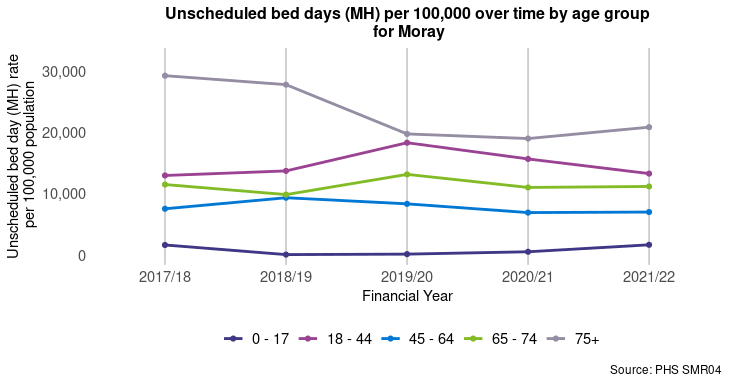 Unscheduled bed days (MH) per 100,000 over time by age group
for Moray
Unscheduled bed day (MH) rate
per 100,000 population
30,000
20,000
10,000
0
2017/18
2018/19
2019/20
2020/21
2021/22
Financial Year
0 - 17
18 - 44
45 - 64
65 - 74
75+
Source: PHS SMR04